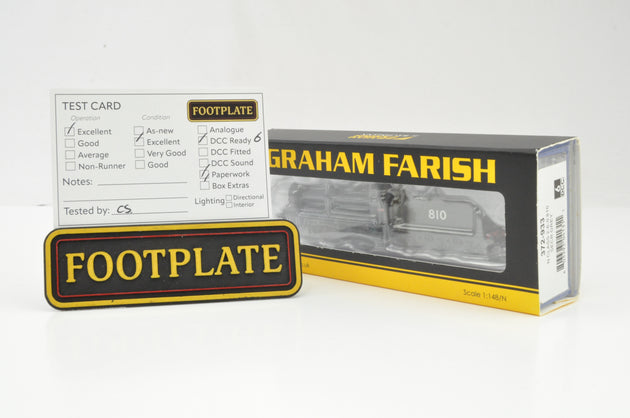 TEST CARD
FOOTPLATE
Operation
Condition
Excellent
Good
Average
Non-Runner
As-new
Excellent
Very Good
Good
Analogue
DCC Ready 6
DCC Fitted
DCC Sound
Paperwork
Box Extras
Notes:
Lighting Directional
Interior
Tested by: CS
FOOTPLATE
GRAHAM FARISH
810
Scale 1:148/N
6
DCC
372-933